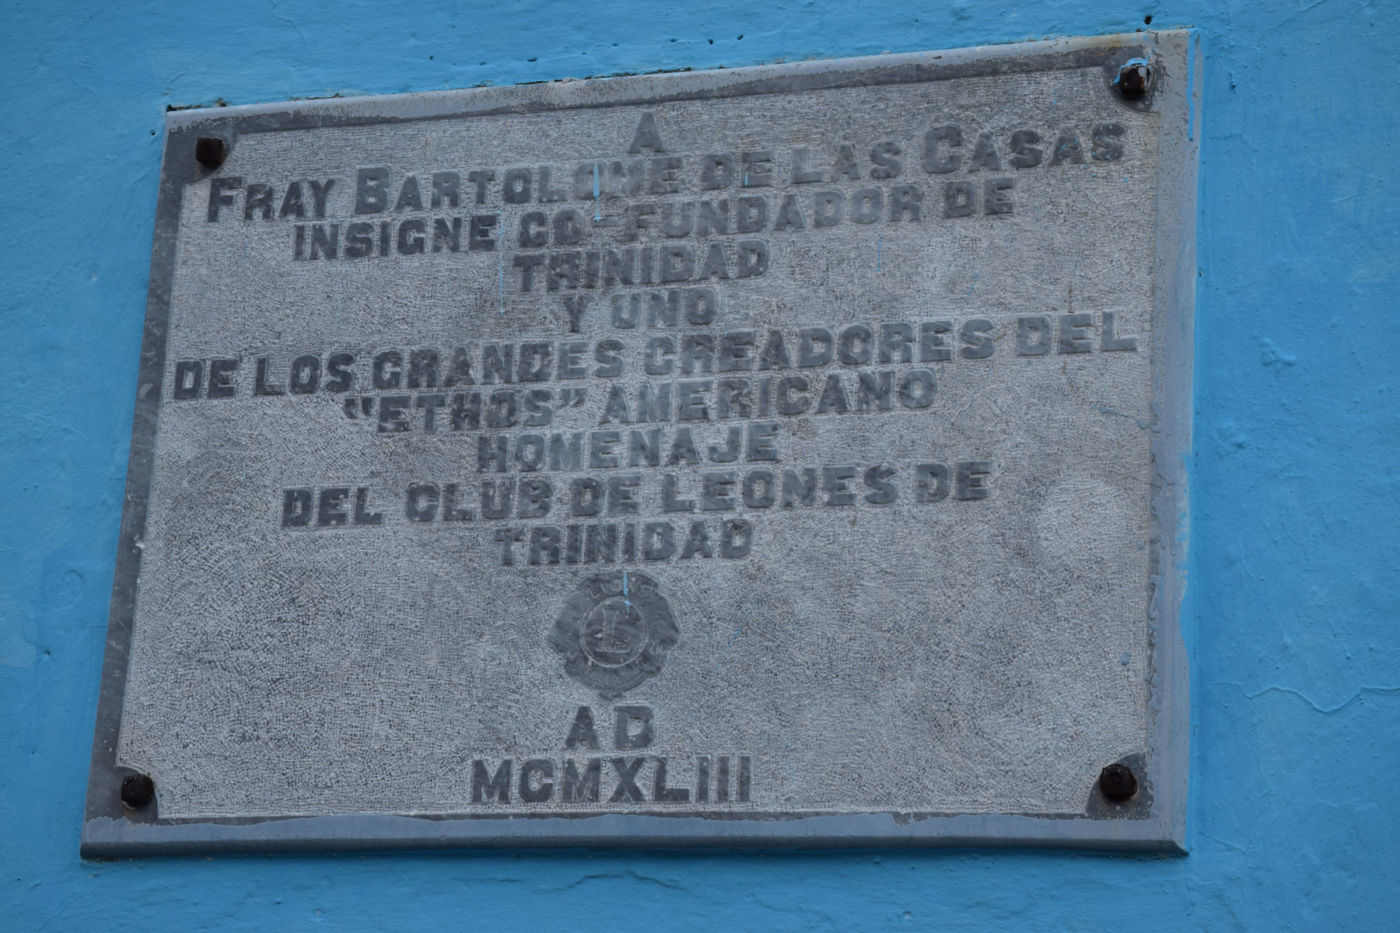 A
FRAY BARTOLOME DE LAS CASAS
INSIGNE CO-FUNDADOR DE
TRINIDAD
Y UNO
DE LOS GRANDES CREADORES DEL
"ETHOS" AMERICANO
HOMENAJE
DEL CLUB DE LEONES DE
TRINIDAD
L
AD
MCMXLIII